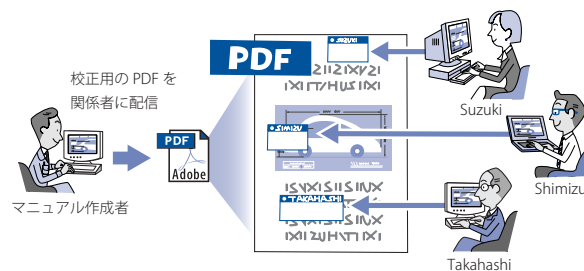 校正用の PDF を
関係者に配信
マニュアル作成者
PDF
Adobe
PDF
SUZUKI
SIMIZU
TAKAHASHI
Suzuki
Shimizu
Takahashi